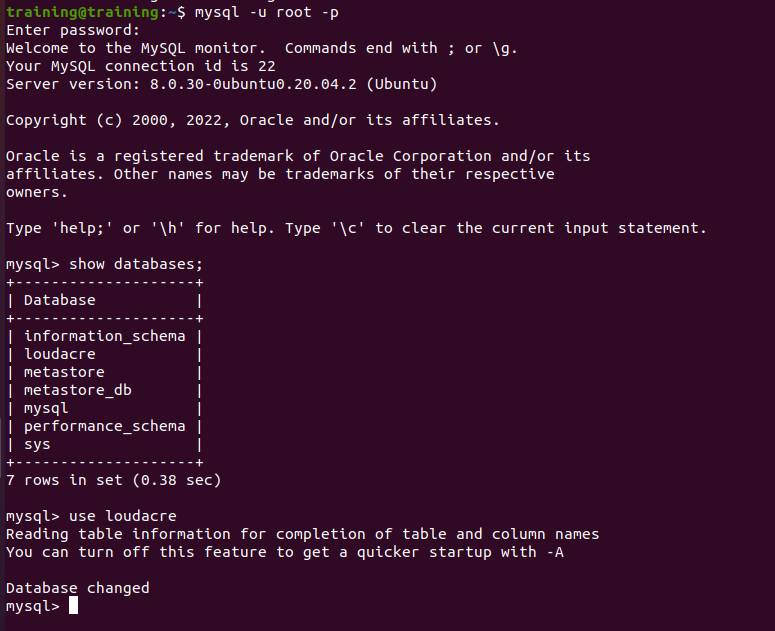 training@training:~$ mysql -u root -p
Enter password:
Welcome to the MySQL monitor.  Commands end with ; or \g.
Your MySQL connection id is 22
Server version: 8.0.30-0ubuntu0.20.04.2 (Ubuntu)
Copyright (c) 2000, 2022, Oracle and/or its affiliates.
Oracle is a registered trademark of Oracle Corporation and/or its
affiliates. Other names may be trademarks of their respective
owners.
Type 'help;' or '\h' for help. Type '\c' to clear the current input statement.
mysql> show databases;
+--------------------+
| Database           |
+--------------------+
| information_schema |
| loudacre           |
| metastore          |
| metastore_db       |
| mysql              |
| performance_schema |
| sys                |
+--------------------+
7 rows in set (0.38 sec)
mysql> use loudacre
Reading table information for completion of table and column names
You can turn off this feature to get a quicker startup with -A
Database changed
mysql>